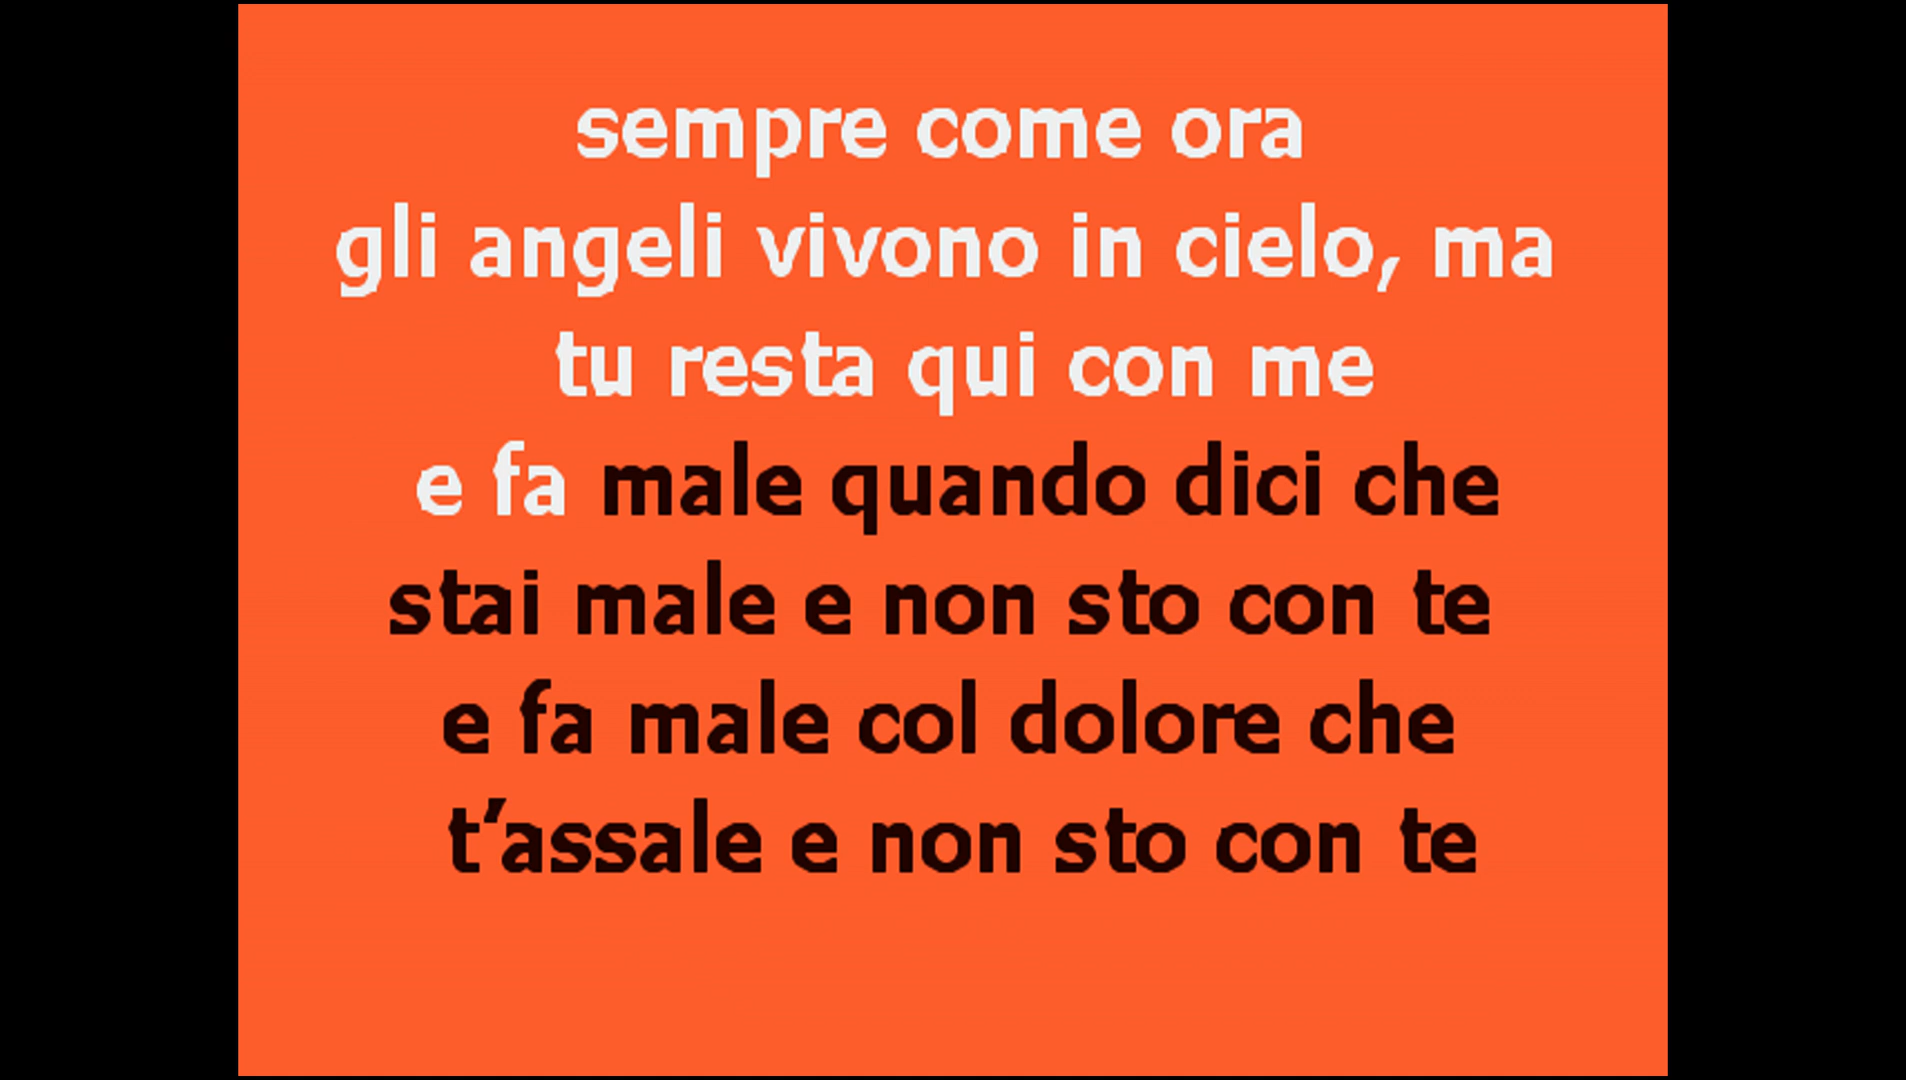 sempre come ora
gli angeli vivono in cielo, ma
tu resta qui con me
e fa male quando dici che
stai male e non sto con te
e fa male col dolore che
t’assale e non sto con te